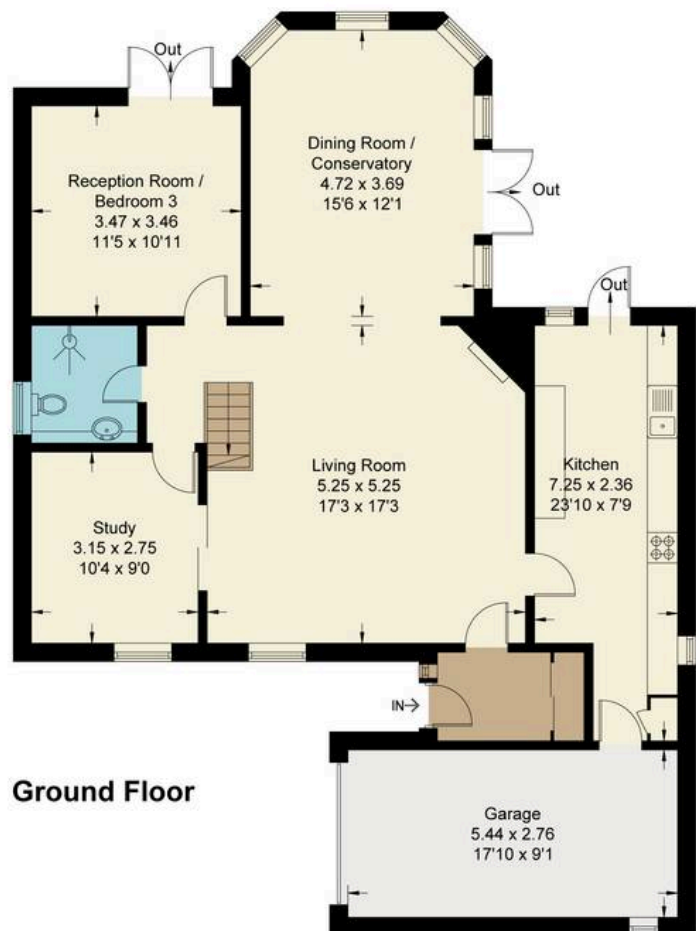 Out
Reception Room /
Bedroom 3
3.47 x 3.46
11'5 x 10'11
Dining Room /
Conservatory
4.72 x 3.69
15'6 x 12'1
Out
Out
Living Room
5.25 x 5.25
17'3 x 17'3
Kitchen
7.25 x 2.36
23'10 x 7'9
Study
3.15 x 2.75
10'4 x 9'0
IN
Ground Floor
Garage
5.44 x 2.76
17'10 x 9'1